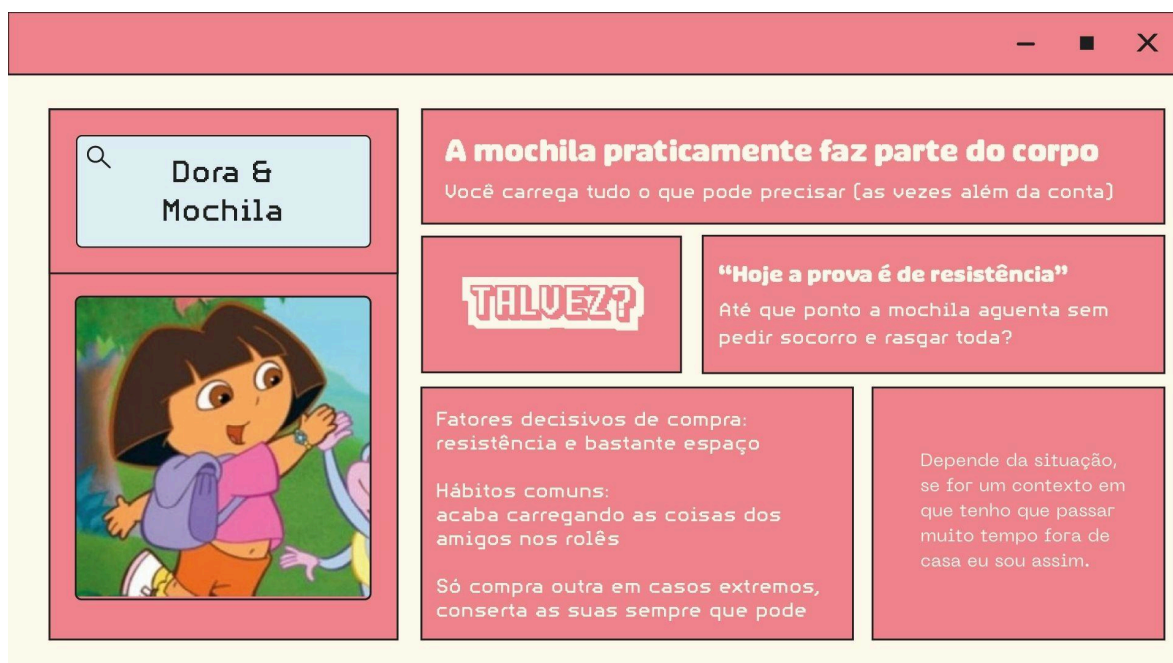 Dora &
Mochila
A mochila praticamente faz parte do corpo
Você carrega tudo o que pode precisar (as vezes além da conta)
TALVEZ?
“Hoje a prova é de resistência”
Até que ponto a mochila aguenta sem
pedir socorro e rasgar toda?
Fatores decisivos de compra:
resistência e bastante espaço
Hábitos comuns:
acaba carregando as coisas dos
amigos nos rolês
Só compra outra em casos extremos,
conserta as suas sempre que pode
Depende da situação,
se for um contexto em
que tenho que passar
muito tempo fora de
casa eu sou assim.